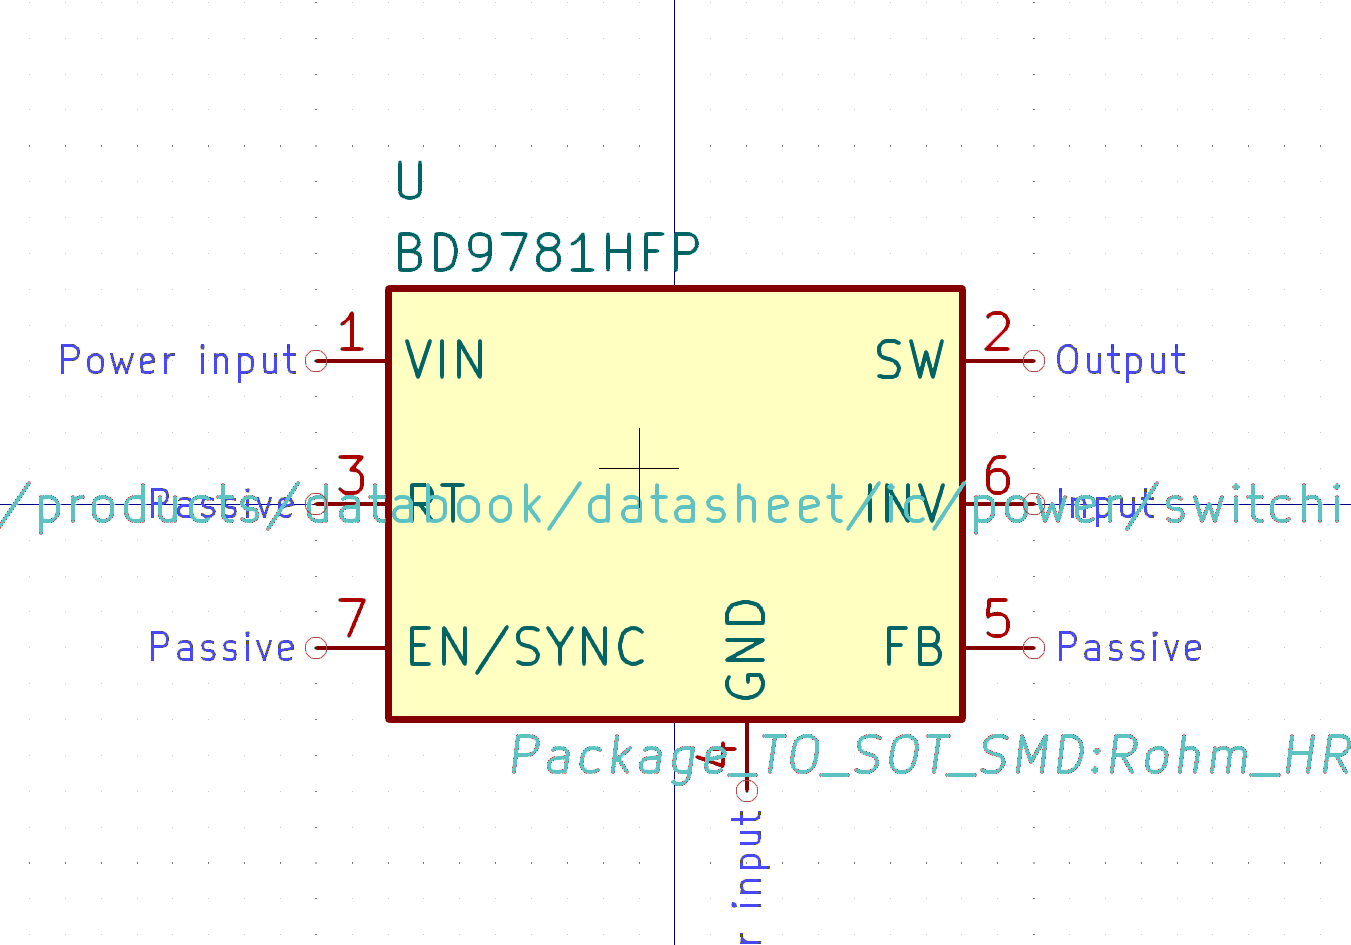 U
BD9781HFP
Power input 1 VIN SW 2 Output
Passive 3 RT INV 6 Input
/products/databook/datasheet/ic/power/switchi
Passive 7 EN/SYNC FB 5 Passive
GND
4
Package_TO_SOT_SMD:Rohm_HR
r input